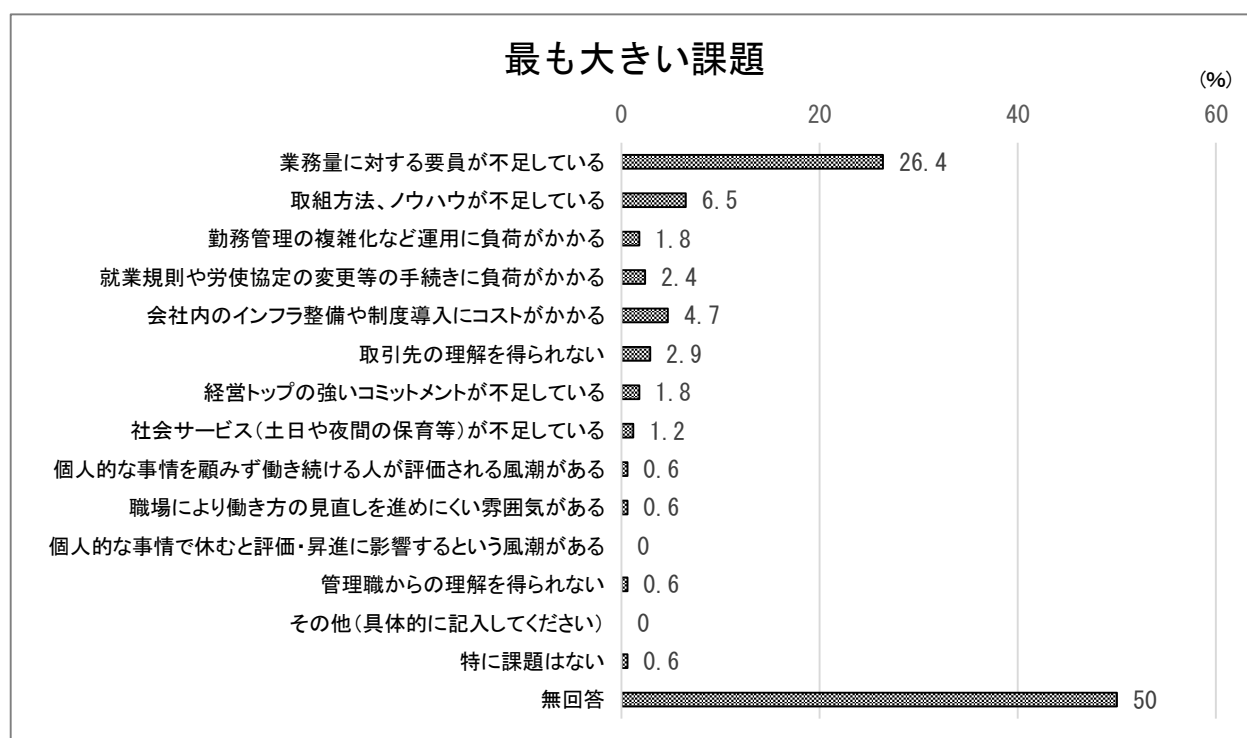 最も大きい課題
(%)
0 20 40 60
業務量に対する要員が不足している 26.4
取組方法、ノウハウが不足している 6.5
勤務管理の複雑化など運用に負荷がかかる 1.8
就業規則や労使協定の変更等の手続きに負荷がかかる 2.4
会社内のインフラ整備や制度導入にコストがかかる 4.7
取引先の理解を得られない 2.9
経営トップの強いコミットメントが不足している 1.8
社会サービス(土日や夜間の保育等)が不足している 1.2
個人的な事情を顧みず働き続ける人が評価される風潮がある 0.6
職場により働き方の見直しを進めにくい雰囲気がある 0.6
個人的な事情で休むと評価・昇進に影響するという風潮がある 0
管理職からの理解を得られない 0.6
その他(具体的に記入してください) 0
特に課題はない 0.6
無回答 50